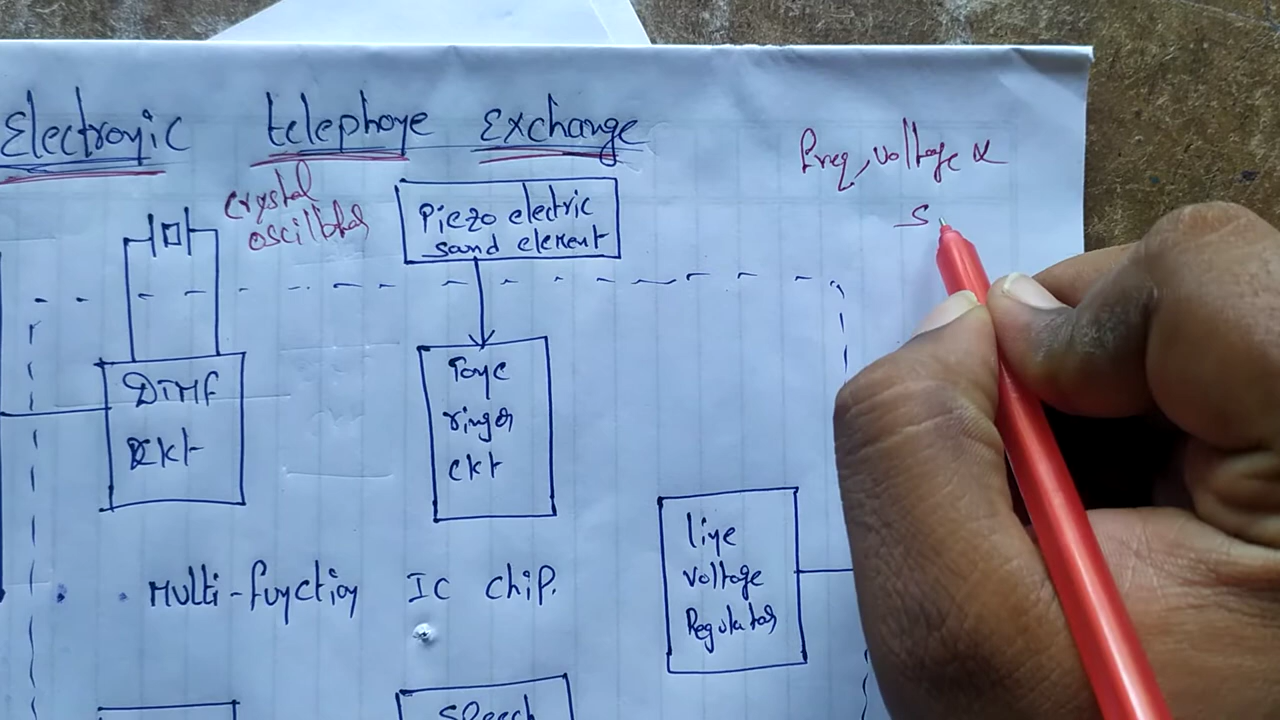 Electronic telephone Exchange
Freq, voltage &
S
crystal
oscilltor
Piezo electric
sound element
DTMF
Ckt
Tone
ringer
ckt
Multi-function IC chip.
line
voltage
Regulator
Speech